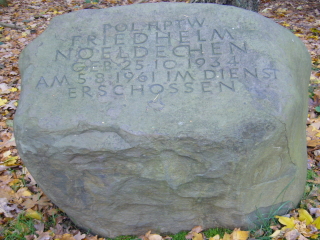 POL.HPTW.
FRIEDHELM
NOELDECHEN
GEB. 25.10.1934
AM 5.8.1961 IM DIENST
ERSCHOSSEN